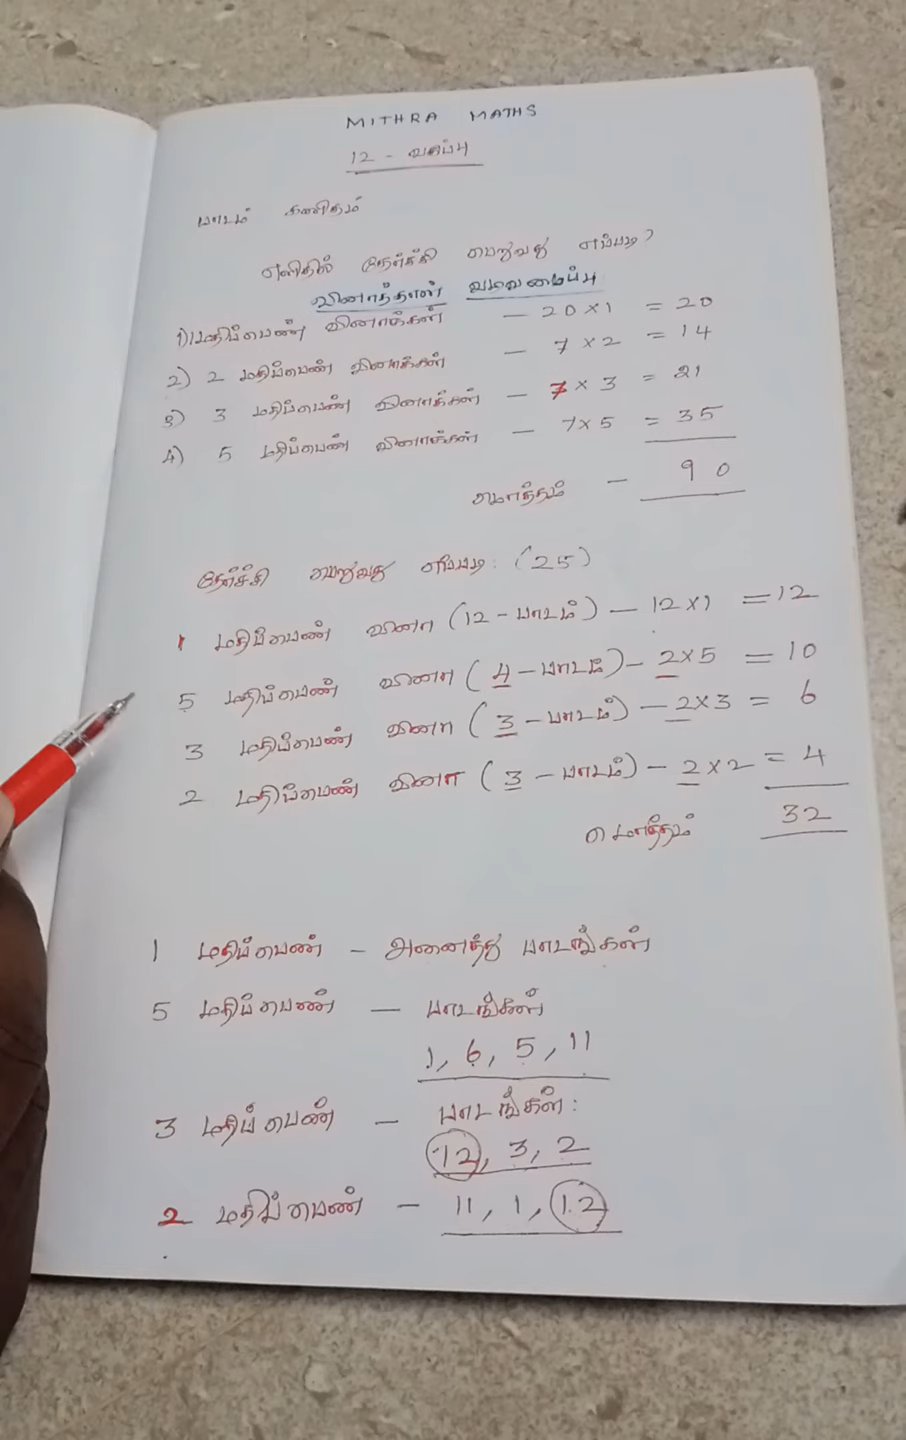 MITHRA MATHS
12 - வகுப்பு
பாடம் கணிதம்
எளிதில் தேர்ச்சி பெறுவது எப்படி?
வினாத்தாள் வடிவமைப்பு
1) 1 மதிப்பெண் வினாக்கள் - 20 × 1 = 20
2) 2 மதிப்பெண் வினாக்கள் - 7 × 2 = 14
3) 3 மதிப்பெண் வினாக்கள் - 7 × 3 = 21
4) 5 மதிப்பெண் வினாக்கள் - 7 × 5 = 35
மொத்தம் - 90
தேர்ச்சி பெறுவது எப்படி: (25)
1 மதிப்பெண் வினா (12 - பாடம்) - 12 × 1 = 12
5 மதிப்பெண் வினா (4 - பாடம்) - 2 × 5 = 10
3 மதிப்பெண் வினா (3 - பாடம்) - 2 × 3 = 6
2 மதிப்பெண் வினா (3 - பாடம்) - 2 × 2 = 4
மொத்தம் 32
1 மதிப்பெண் - அனைத்து பாடங்கள்
5 மதிப்பெண் - பாடங்கள்
1, 6, 5, 11
3 மதிப்பெண் - பாடங்கள்:
12, 3, 2
2 மதிப்பெண் - 11, 1, 12